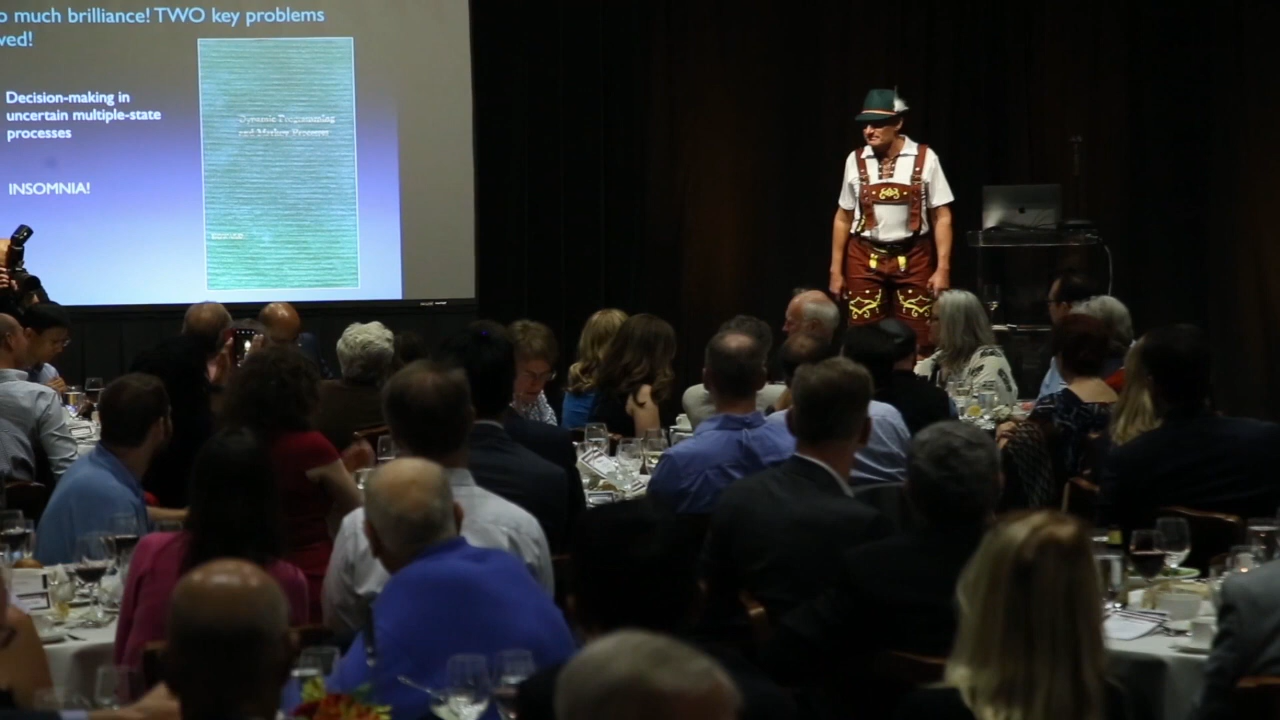 o much brilliance! TWO key problems
ved!
Decision-making in
uncertain multiple-state
processes
INSOMNIA!
Dynamic Programming
and Markov Processes